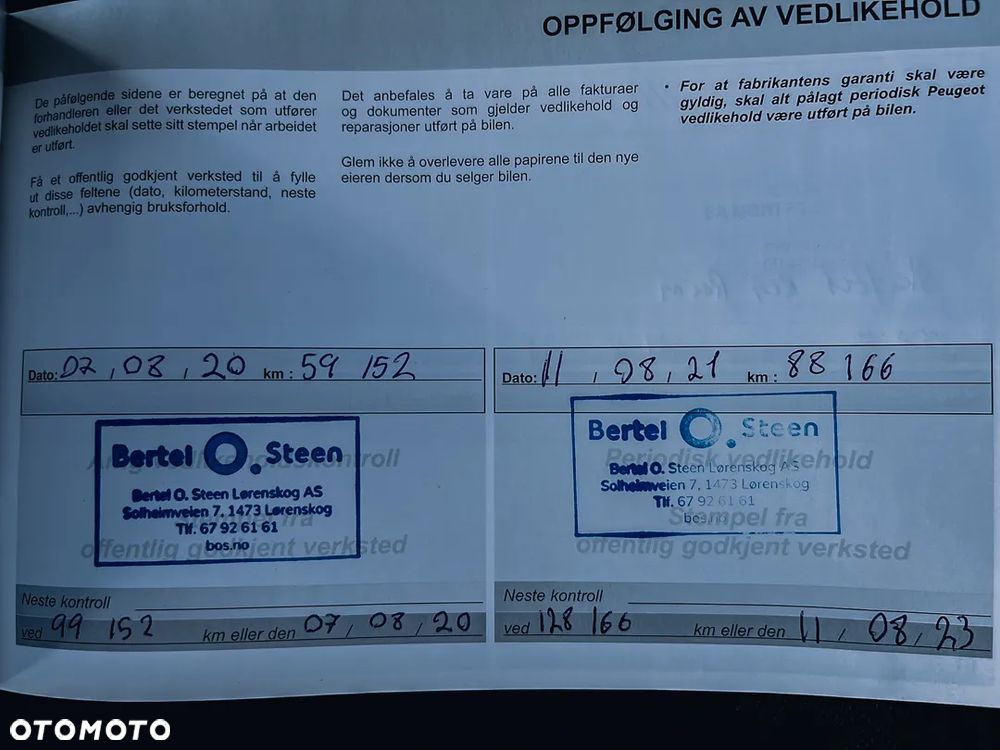 OPPFØLGING AV VEDLIKEHOLD
De påfølgende sidene er beregnet på at den
forhandleren eller det verkstedet som utfører
vedlikeholdet skal sette sitt stempel når arbeidet
er utført.
Få et offentlig godkjent verksted til å fylle
ut disse feltene (dato, kilometerstand, neste
kontroll,...) avhengig bruksforhold.
Det anbefales å ta vare på alle fakturaer
og dokumenter som gjelder vedlikehold og
reparasjoner utført på bilen.
Glem ikke å overlevere alle papirene til den nye
eieren dersom du selger bilen.
• For at fabrikantens garanti skal være
gyldig, skal alt pålagt periodisk Peugeot
vedlikehold være utført på bilen.
Dato: 07, 08, 20 km: 59 152
Bertel O. Steen
Bertel O. Steen Lørenskog AS
Solheimveien 7, 1473 Lørenskog
Tlf. 67 92 61 61
bos.no
offentlig godkjent verksted
Neste kontroll
ved 99 152 km eller den 07, 08, 20
Dato: 11, 08, 21 km: 88 166
Bertel O. Steen
Periodisk vedlikehold
Bertel O. Steen Lørenskog AS
Solheimveien 7, 1473 Lørenskog
Tlf. 67 92 61 61
Stempel fra
bos.no
offentlig godkjent verksted
Neste kontroll
ved 128 166 km eller den 11, 08, 23
OTOMOTO